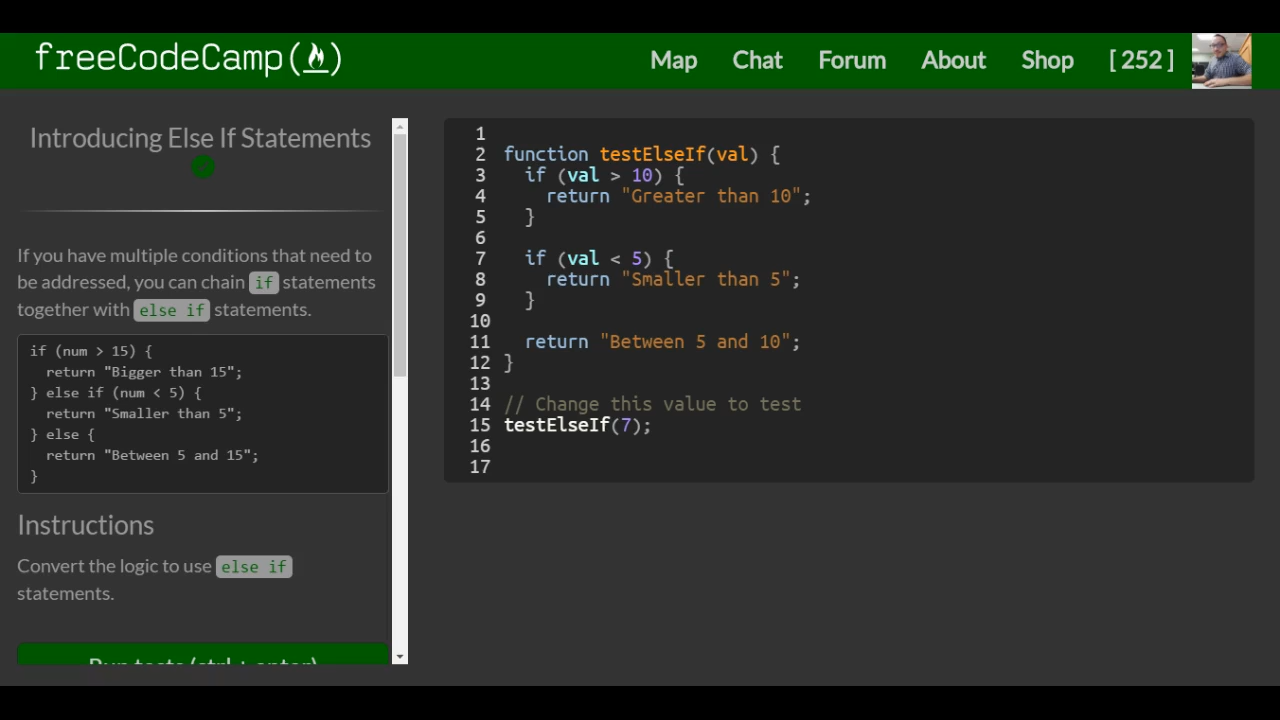 freeCodeCamp(🔥)
Map Chat Forum About Shop [ 252 ]
Introducing Else If Statements
If you have multiple conditions that need to
be addressed, you can chain if statements
together with else if statements.
if (num > 15) {
  return "Bigger than 15";
} else if (num < 5) {
  return "Smaller than 5";
} else {
  return "Between 5 and 15";
}
Instructions
Convert the logic to use else if
statements.
Run tests (ctrl + enter)
1
2 function testElseIf(val) {
3   if (val > 10) {
4     return "Greater than 10";
5   }
6
7   if (val < 5) {
8     return "Smaller than 5";
9   }
10
11   return "Between 5 and 10";
12 }
13
14 // Change this value to test
15 testElseIf(7);
16
17